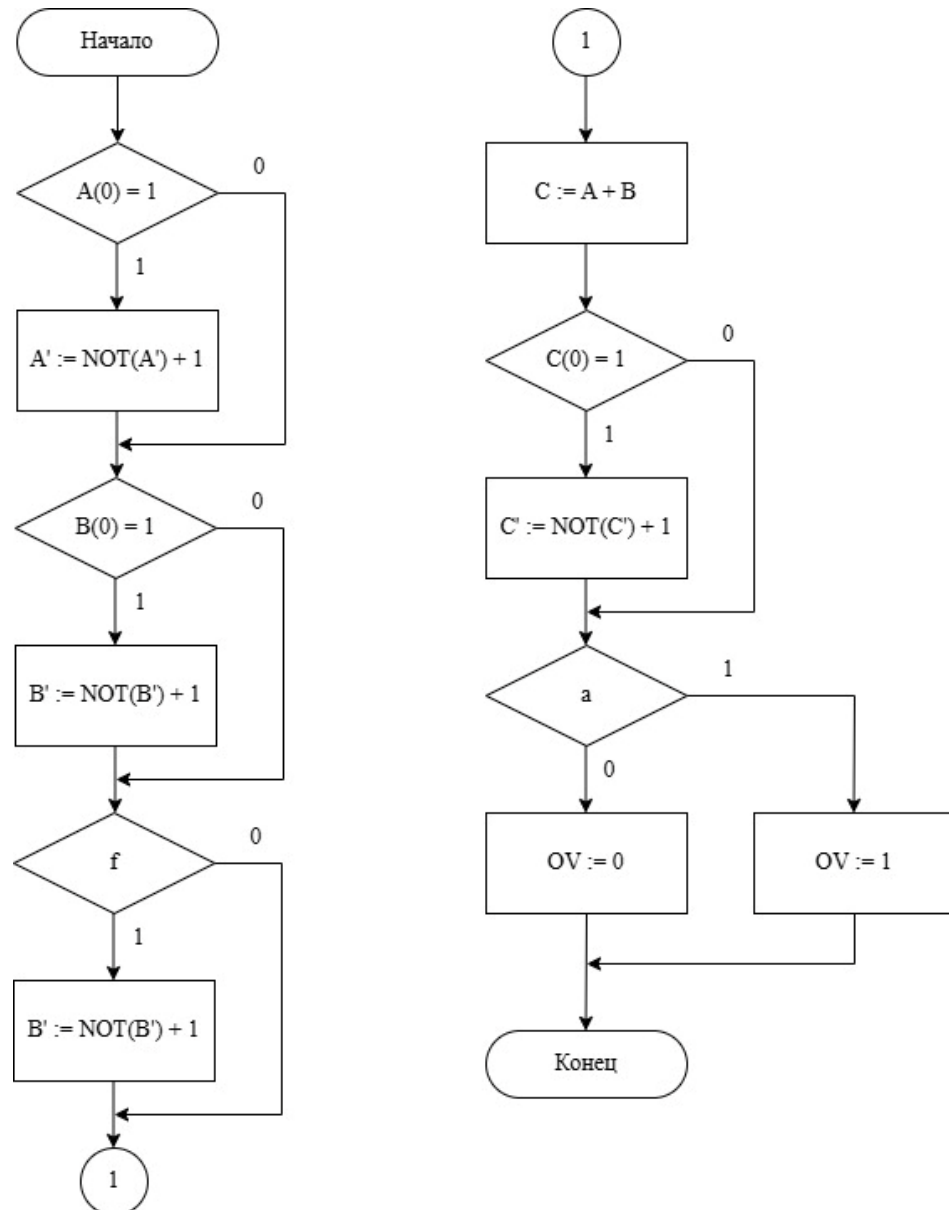 Начало
A(0) = 1
0
1
A' := NOT(A') + 1
B(0) = 1
0
1
B' := NOT(B') + 1
f
0
1
B' := NOT(B') + 1
1
1
C := A + B
C(0) = 1
0
1
C' := NOT(C') + 1
a
1
0
OV := 0
OV := 1
Конец